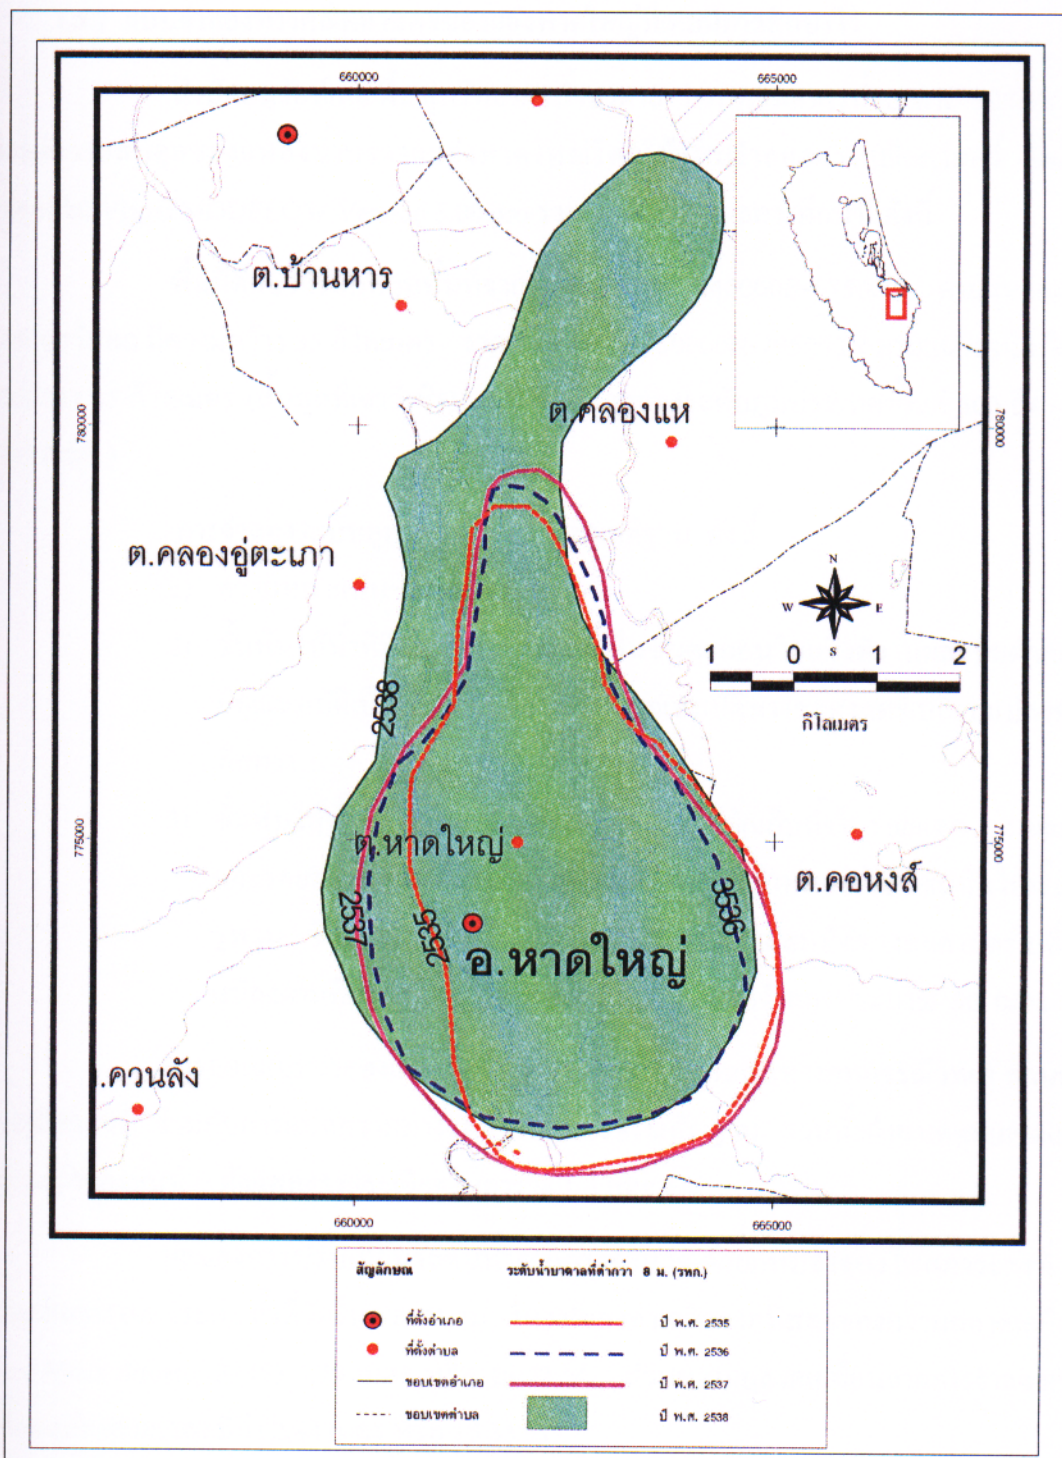 660000 665000
ต.บ้านหาร
ต.คลองแห
780000 780000
ต.คลองอู่ตะเภา
N
W E
S
1 0 1 2
กิโลเมตร
2538
775000 775000
ต.หาดใหญ่
ต.คอหงส์
2537 2535 2536
อ.หาดใหญ่
.ควนลัง
660000 665000
สัญลักษณ์ ระดับน้ำบาดาลที่ต่ำกว่า 8 ม. (รทก.)
ที่ตั้งอำเภอ ปี พ.ศ. 2535
ที่ตั้งตำบล ปี พ.ศ. 2536
ขอบเขตอำเภอ ปี พ.ศ. 2537
ขอบเขตตำบล ปี พ.ศ. 2538